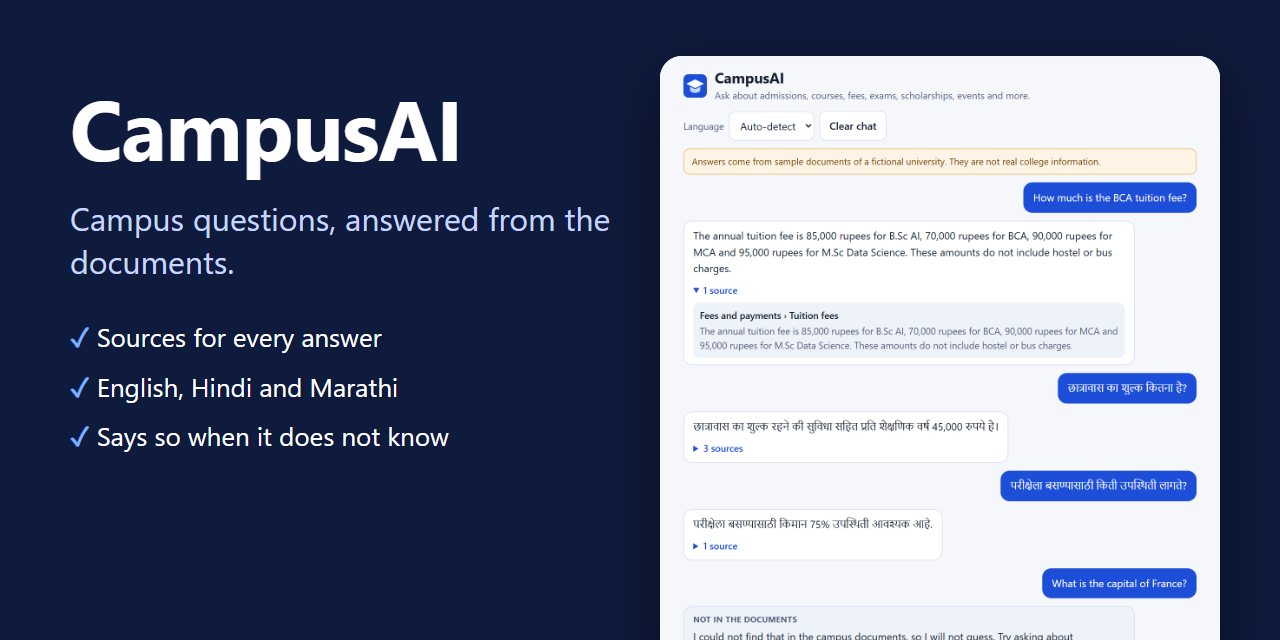 CampusAI
Campus questions, answered from the
documents.
✓ Sources for every answer
✓ English, Hindi and Marathi
✓ Says so when it does not know
CampusAI
Ask about admissions, courses, fees, exams, scholarships, events and more.
Language Auto-detect Clear chat
Answers come from sample documents of a fictional university. They are not real college information.
How much is the BCA tuition fee?
The annual tuition fee is 85,000 rupees for B.Sc AI, 70,000 rupees for BCA, 90,000 rupees for
MCA and 95,000 rupees for M.Sc Data Science. These amounts do not include hostel or bus
charges.
▼ 1 source
Fees and payments › Tuition fees
The annual tuition fee is 85,000 rupees for B.Sc AI, 70,000 rupees for BCA, 90,000 rupees for MCA and
95,000 rupees for M.Sc Data Science. These amounts do not include hostel or bus charges.
छात्रावास का शुल्क कितना है?
छात्रावास का शुल्क रहने की सुविधा सहित प्रति शैक्षणिक वर्ष 45,000 रुपये है।
▶ 3 sources
परीक्षेला बसण्यासाठी किती उपस्थिती लागते?
परीक्षेला बसण्यासाठी किमान 75% उपस्थिती आवश्यक आहे.
▶ 1 source
What is the capital of France?
NOT IN THE DOCUMENTS
I could not find that in the campus documents, so I will not guess. Try asking about